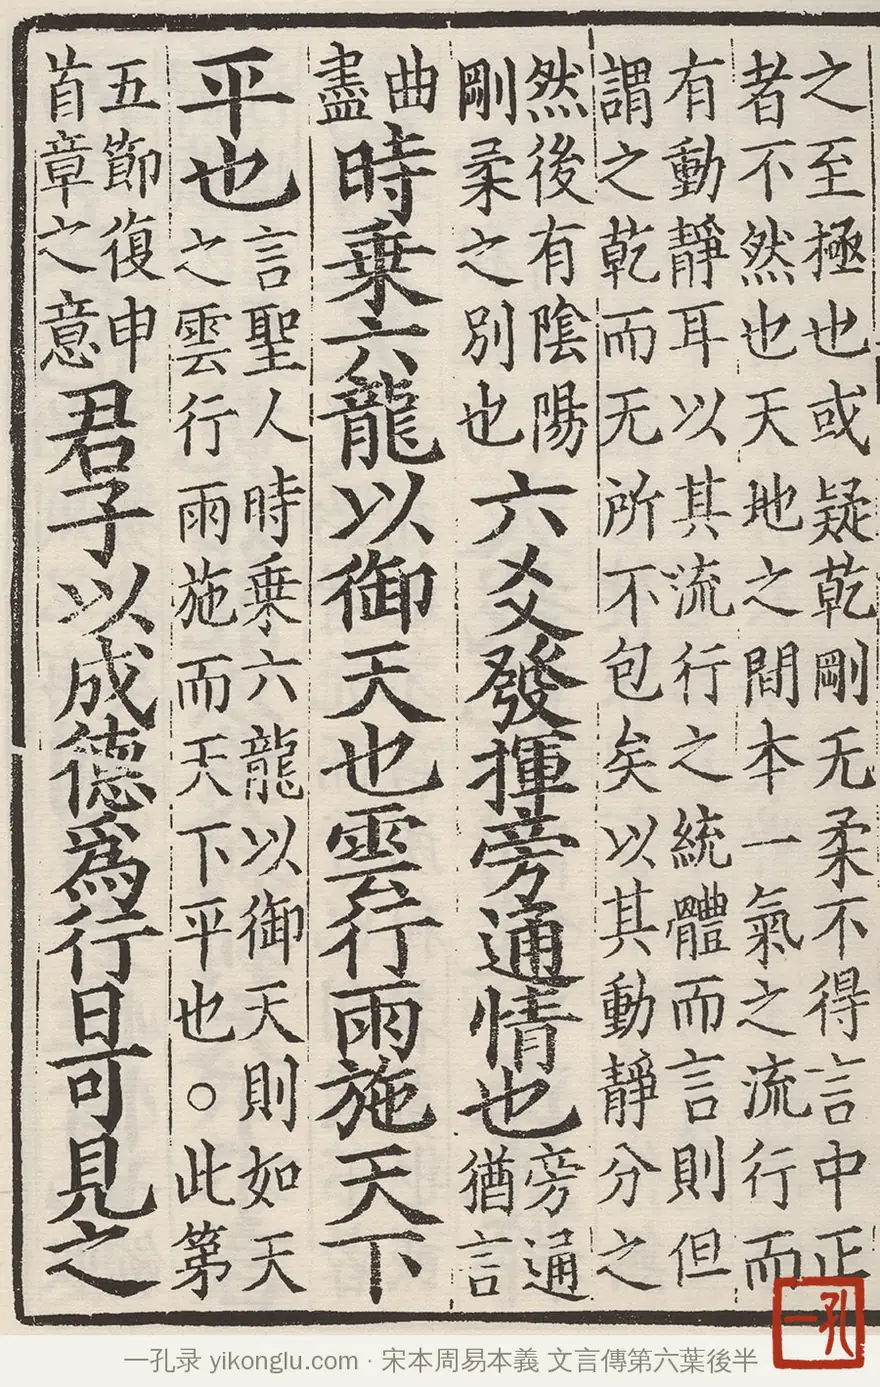 之至極也或疑乾剛无柔不得言中正
者不然也天地之間本一氣之流行而
有動靜耳以其流行之統體而言則但
謂之乾而无所不包矣以其動靜分之
然後有陰陽
剛柔之別也
六爻發揮旁通情也
旁通
猶言
曲
盡
時乗六龍以御天也雲行雨施天下
平也
言聖人時乗六龍以御天則如天
之雲行雨施而天下平也○此第
五節復申
首章之意
君子以成德爲行日可見之
一孔
一孔录 yikonglu.com · 宋本周易本義 文言傳第六葉後半